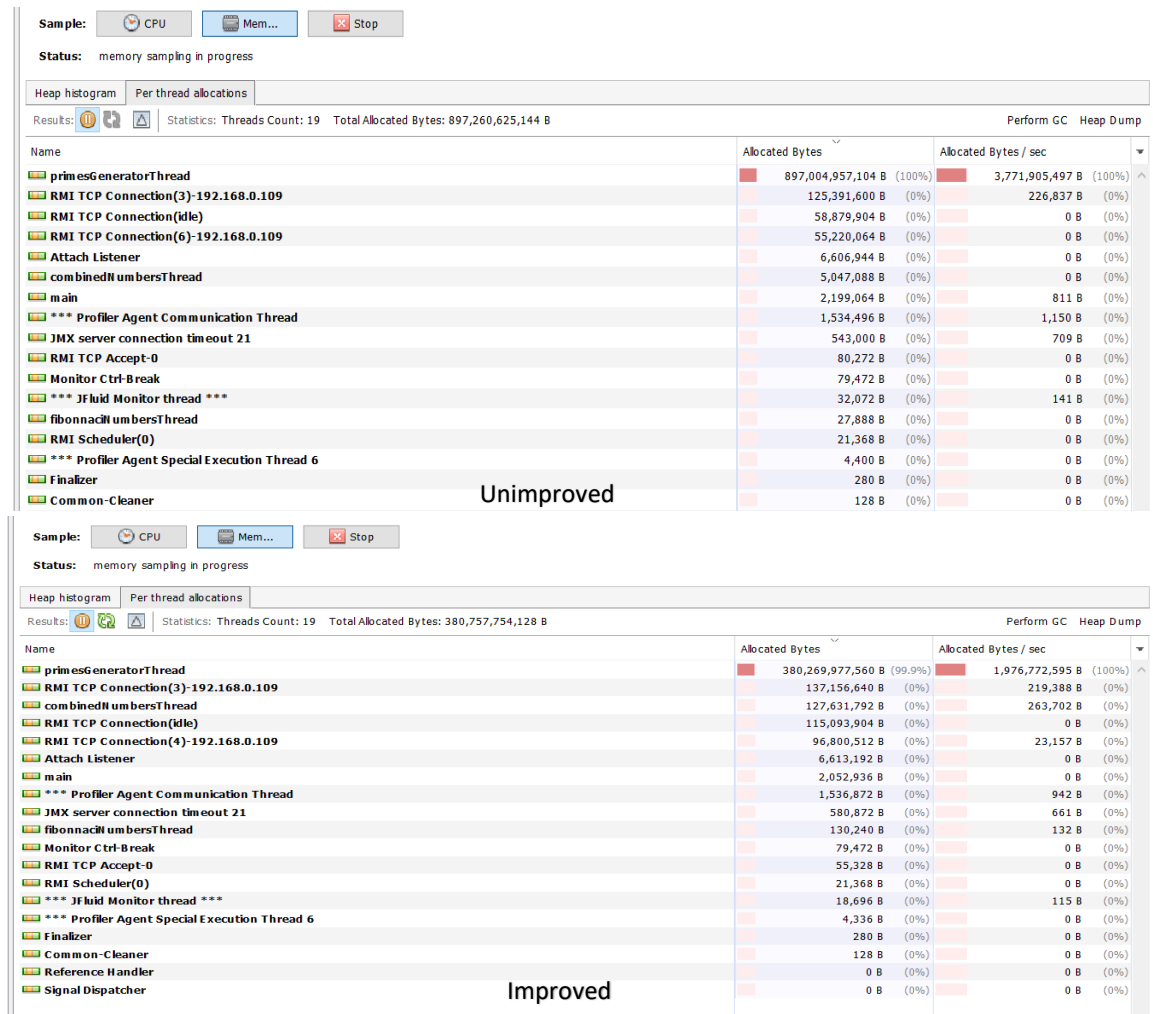 Sample: CPU Mem... Stop
Status: memory sampling in progress
Heap histogram Per thread allocations
Results: Statistics: Threads Count: 19 Total Allocated Bytes: 897,260,625,144 B Perform GC Heap Dump
Name Allocated Bytes Allocated Bytes / sec
primesGeneratorThread 897,004,957,104 B (100%) 3,771,905,497 B (100%)
RMI TCP Connection(3)-192.168.0.109 125,391,600 B (0%) 226,837 B (0%)
RMI TCP Connection(idle) 58,879,904 B (0%) 0 B (0%)
RMI TCP Connection(6)-192.168.0.109 55,220,064 B (0%) 0 B (0%)
Attach Listener 6,606,944 B (0%) 0 B (0%)
combinedNumbersThread 5,047,088 B (0%) 0 B (0%)
main 2,199,064 B (0%) 811 B (0%)
*** Profiler Agent Communication Thread 1,534,496 B (0%) 1,150 B (0%)
JMX server connection timeout 21 543,000 B (0%) 709 B (0%)
RMI TCP Accept-0 80,272 B (0%) 0 B (0%)
Monitor Ctrl-Break 79,472 B (0%) 0 B (0%)
*** JFluid Monitor thread *** 32,072 B (0%) 141 B (0%)
fibonnaciNumbersThread 27,888 B (0%) 0 B (0%)
RMI Scheduler(0) 21,368 B (0%) 0 B (0%)
*** Profiler Agent Special Execution Thread 6 4,400 B (0%) 0 B (0%)
Finalizer 280 B (0%) 0 B (0%)
Common-Cleaner 128 B (0%) 0 B (0%)
Unimproved
Sample: CPU Mem... Stop
Status: memory sampling in progress
Heap histogram Per thread allocations
Results: Statistics: Threads Count: 19 Total Allocated Bytes: 380,757,754,128 B Perform GC Heap Dump
Name Allocated Bytes Allocated Bytes / sec
primesGeneratorThread 380,269,977,560 B (99.9%) 1,976,772,595 B (100%)
RMI TCP Connection(3)-192.168.0.109 137,156,640 B (0%) 219,388 B (0%)
combinedNumbersThread 127,631,792 B (0%) 263,702 B (0%)
RMI TCP Connection(idle) 115,093,904 B (0%) 0 B (0%)
RMI TCP Connection(4)-192.168.0.109 96,800,512 B (0%) 23,157 B (0%)
Attach Listener 6,613,192 B (0%) 0 B (0%)
main 2,052,936 B (0%) 0 B (0%)
*** Profiler Agent Communication Thread 1,536,872 B (0%) 942 B (0%)
JMX server connection timeout 21 580,872 B (0%) 661 B (0%)
fibonnaciNumbersThread 130,240 B (0%) 132 B (0%)
Monitor Ctrl-Break 79,472 B (0%) 0 B (0%)
RMI TCP Accept-0 55,328 B (0%) 0 B (0%)
RMI Scheduler(0) 21,368 B (0%) 0 B (0%)
*** JFluid Monitor thread *** 18,696 B (0%) 115 B (0%)
*** Profiler Agent Special Execution Thread 6 4,336 B (0%) 0 B (0%)
Finalizer 280 B (0%) 0 B (0%)
Common-Cleaner 128 B (0%) 0 B (0%)
Reference Handler 0 B (0%) 0 B (0%)
Signal Dispatcher 0 B (0%) 0 B (0%)
Improved